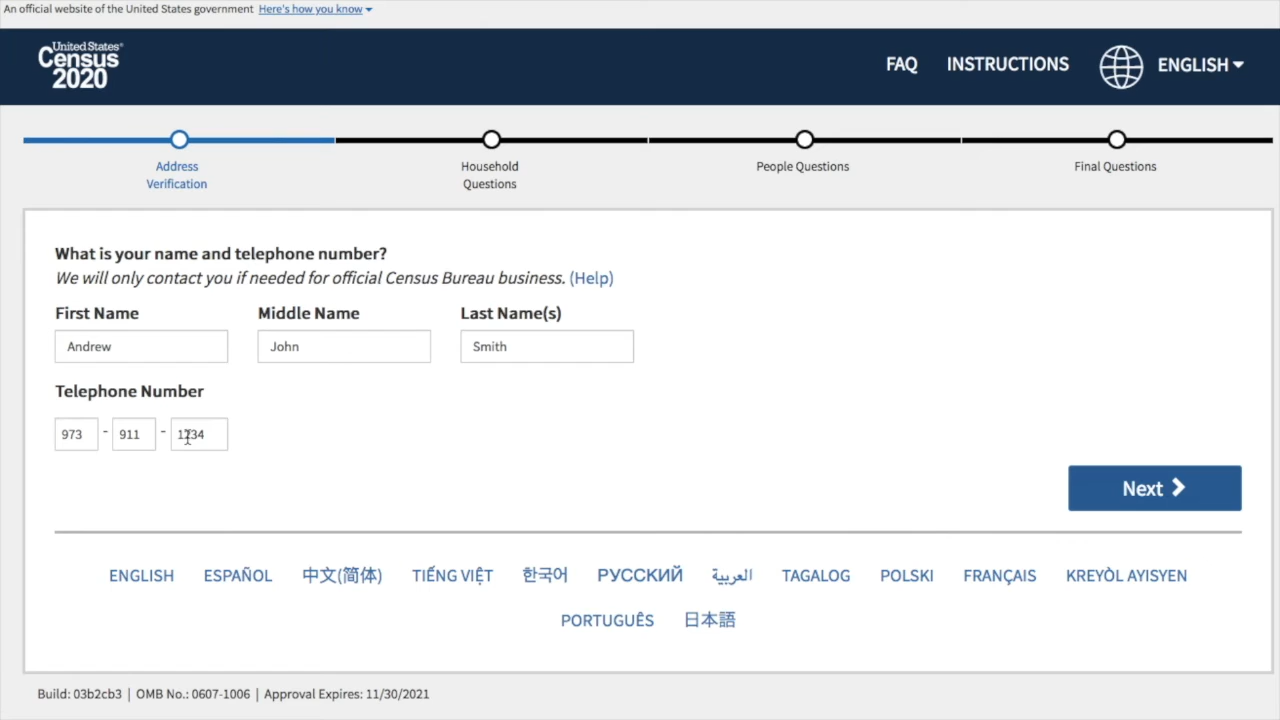 An official website of the United States government Here's how you know
United States®
Census
2020
FAQ INSTRUCTIONS ENGLISH
Address
Verification
Household
Questions
People Questions
Final Questions
What is your name and telephone number?
We will only contact you if needed for official Census Bureau business. (Help)
First Name Middle Name Last Name(s)
Andrew John Smith
Telephone Number
973 - 911 - 1234
Next
ENGLISH ESPAÑOL 中文(简体) TIẾNG VIỆT 한국어 РУССКИЙ العربية TAGALOG POLSKI FRANÇAIS KREYÒL AYISYEN
PORTUGUÊS 日本語
Build: 03b2cb3 | OMB No.: 0607-1006 | Approval Expires: 11/30/2021